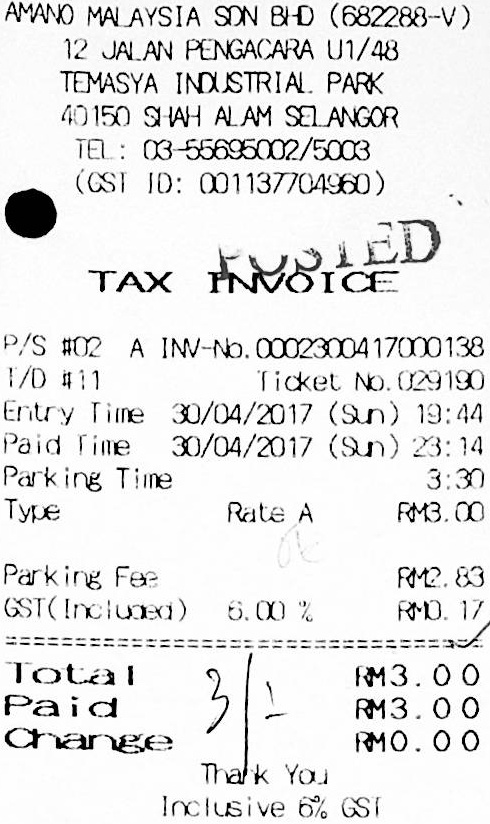 AMANO MALAYSIA SDN BHD (682288-V)
12 JALAN PENGACARA U1/48
TEMASYA INDUSTRIAL PARK
40150 SHAH ALAM SELANGOR
TEL: 03-55695002/5003
(GST ID: 001137704960)
POSTED
TAX INVOICE
P/S #02 A INV-No. 0002300417000138
T/D #11 Ticket No. 029190
Entry Time 30/04/2017 (Sun) 19:44
Paid Time 30/04/2017 (Sun) 23:14
Parking Time 3:30
Type Rate A RM3.00
Parking Fee RM2.83
GST(Included) 6.00 % RM0.17
Total RM3.00
Paid RM3.00
Change RM0.00
3/1
Thank You
Inclusive 6% GST